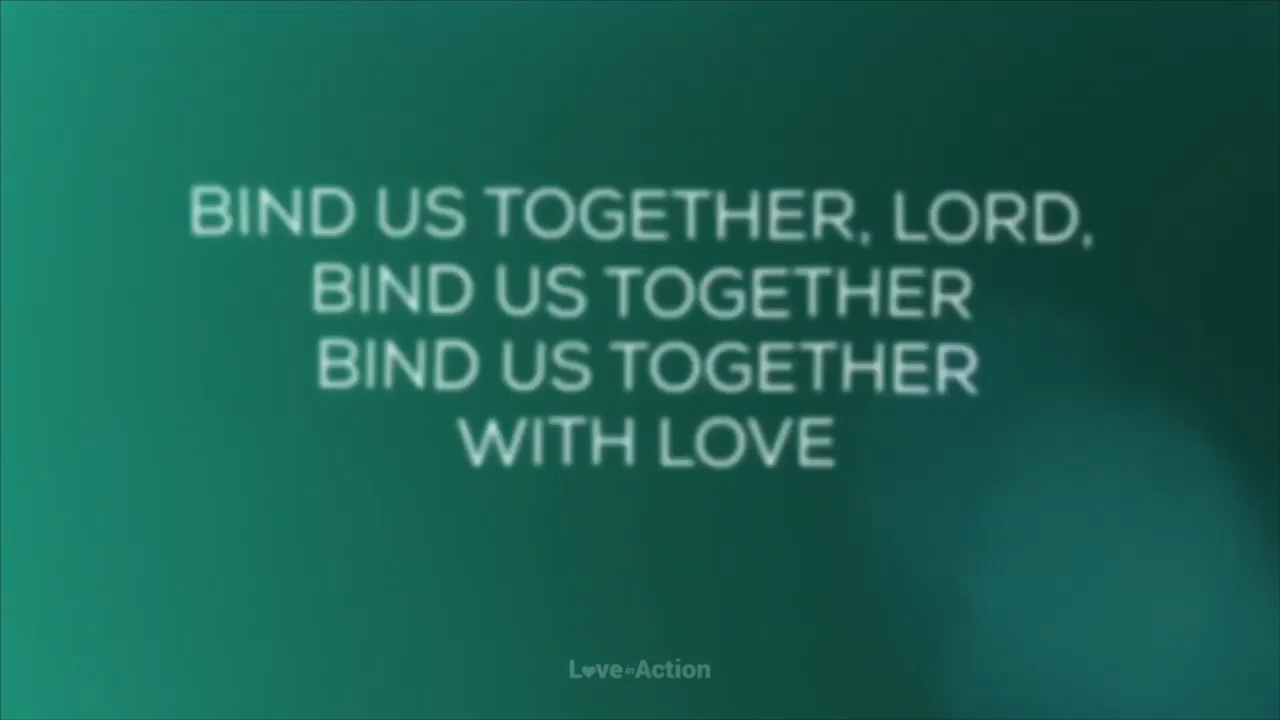 BIND US TOGETHER, LORD,
BIND US TOGETHER
BIND US TOGETHER
WITH LOVE
Love in Action